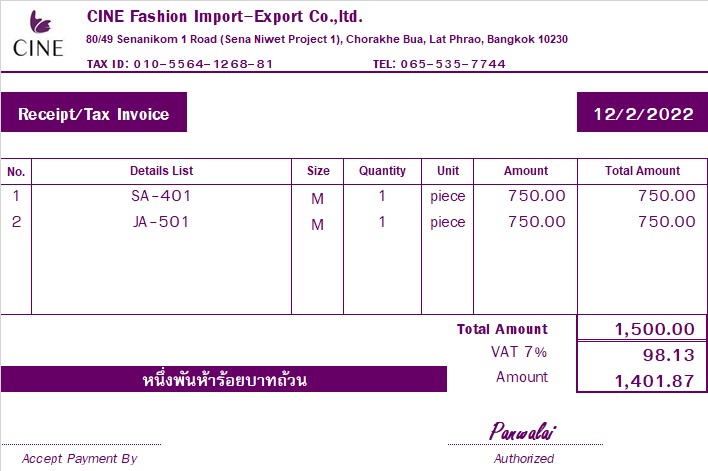 CINE
CINE Fashion Import-Export Co.,ltd.
80/49 Senanikom 1 Road (Sena Niwet Project 1), Chorakhe Bua, Lat Phrao, Bangkok 10230
TAX ID: 010-5564-1268-81 TEL: 065-535-7744
Receipt/Tax Invoice 12/2/2022
No. Details List Size Quantity Unit Amount Total Amount
1 SA-401 M 1 piece 750.00 750.00
2 JA-501 M 1 piece 750.00 750.00
Total Amount 1,500.00
VAT 7% 98.13
หนึ่งพันห้าร้อยบาทถ้วน Amount 1,401.87
Panwalai
Accept Payment By Authorized